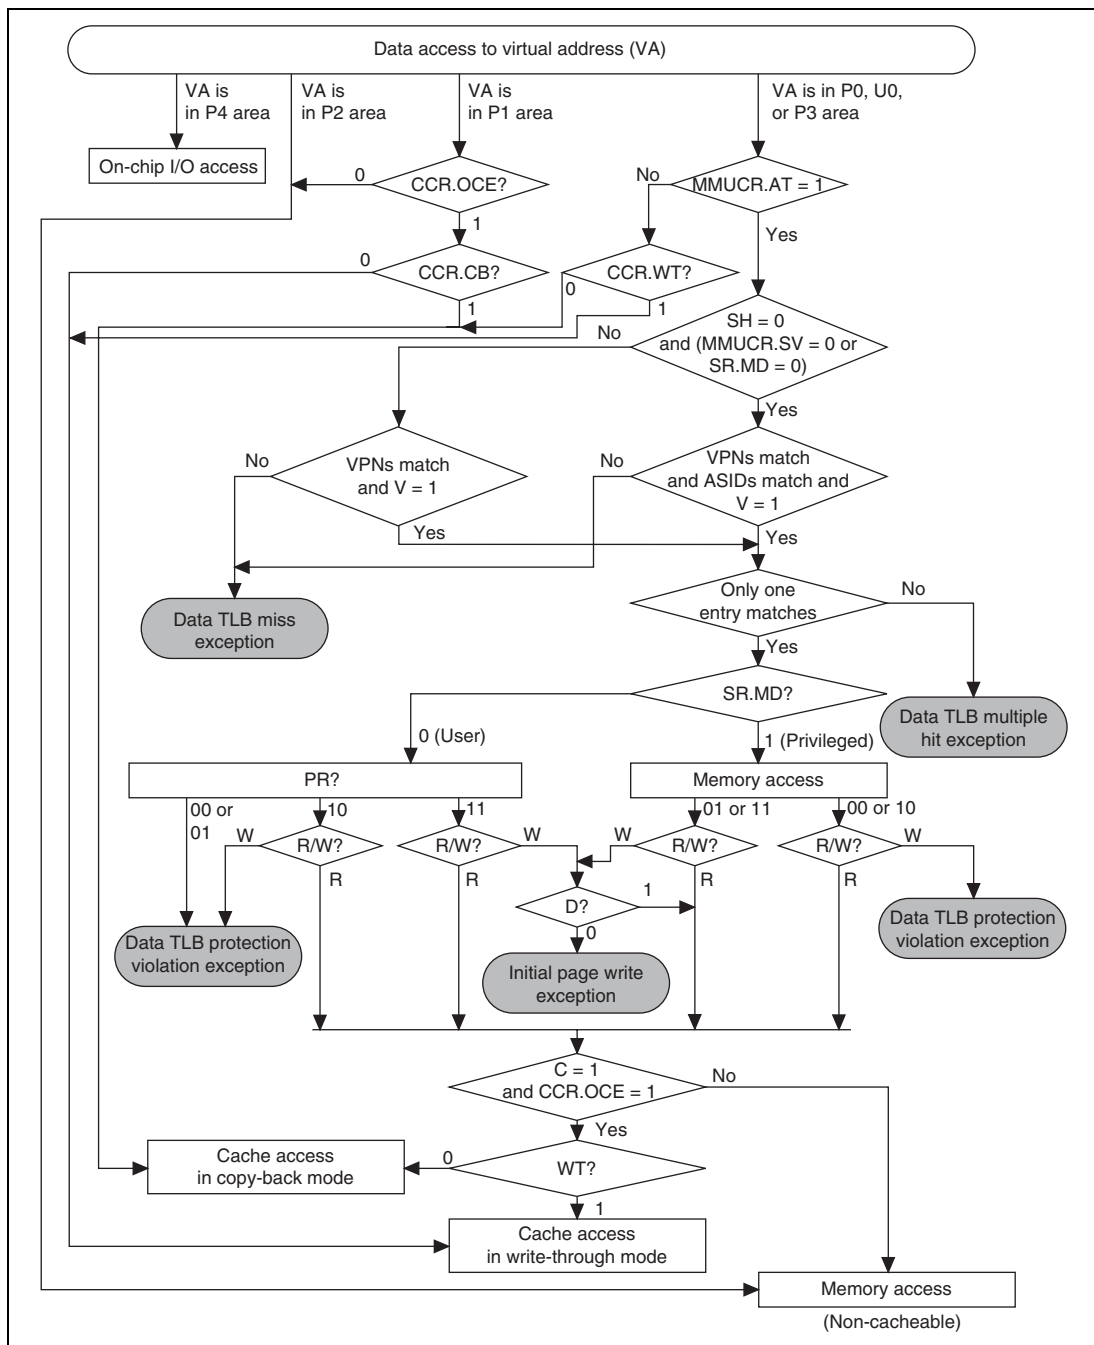 Data access to virtual address (VA)
VA is
in P4 area
VA is
in P2 area
VA is
in P1 area
VA is in P0, U0,
or P3 area
On-chip I/O access
0
CCR.OCE?
No
MMUCR.AT = 1
1
Yes
0
CCR.CB?
CCR.WT?
0
1
1
SH = 0
and (MMUCR.SV = 0 or
SR.MD = 0)
No
Yes
No
VPNs match
and V = 1
No
VPNs match
and ASIDs match and
V = 1
Yes
Yes
Only one
entry matches
No
Data TLB miss
exception
Yes
SR.MD?
Data TLB multiple
hit exception
0 (User)
1 (Privileged)
PR?
Memory access
00 or
01
10
11
01 or 11
00 or 10
W
R/W?
R/W?
W
W
R/W?
R/W?
W
R
R
R
R
D?
1
0
Data TLB protection
violation exception
Initial page write
exception
Data TLB protection
violation exception
C = 1
and CCR.OCE = 1
No
Yes
Cache access
in copy-back mode
0
WT?
1
Cache access
in write-through mode
Memory access
(Non-cacheable)